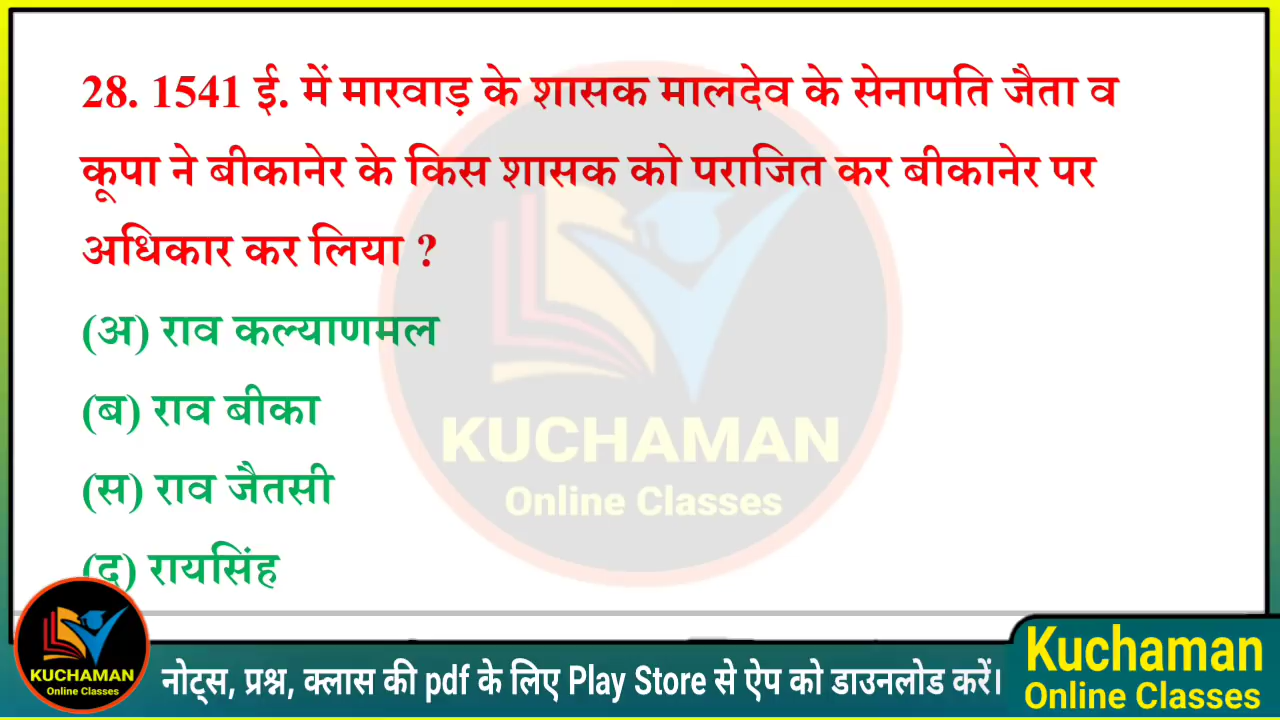 28. 1541 ई. में मारवाड़ के शासक मालदेव के सेनापति जैता व
कूपा ने बीकानेर के किस शासक को पराजित कर बीकानेर पर
अधिकार कर लिया ?
(अ) राव कल्याणमल
(ब) राव बीका
(स) राव जैतसी
(द) रायसिंह
KUCHAMAN
Online Classes
KUCHAMAN
Online Classes
नोट्स, प्रश्न, क्लास की pdf के लिए Play Store से ऐप को डाउनलोड करें।
Kuchaman
Online Classes